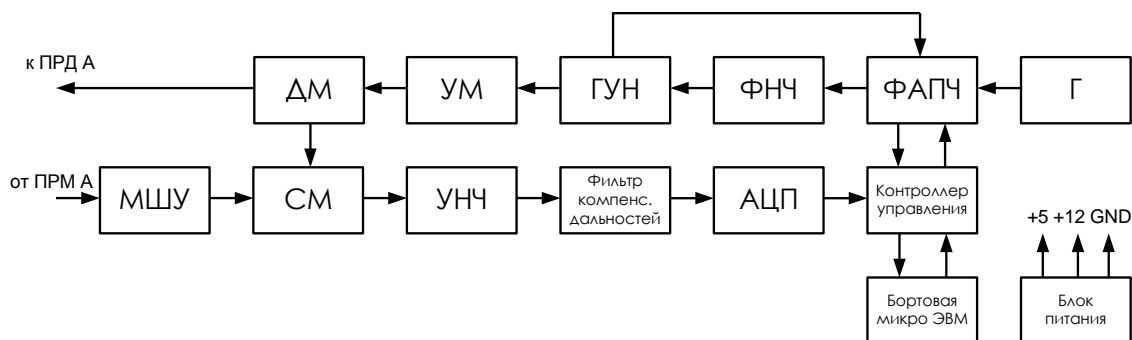 к ПРД А
ДМ
УМ
ГУН
ФНЧ
ФАПЧ
Г
от ПРМ А
МШУ
СМ
УНЧ
Фильтр
компенс.
дальностей
АЦП
Контроллер
управления
+5 +12 GND
Бортовая
микро ЭВМ
Блок
питания